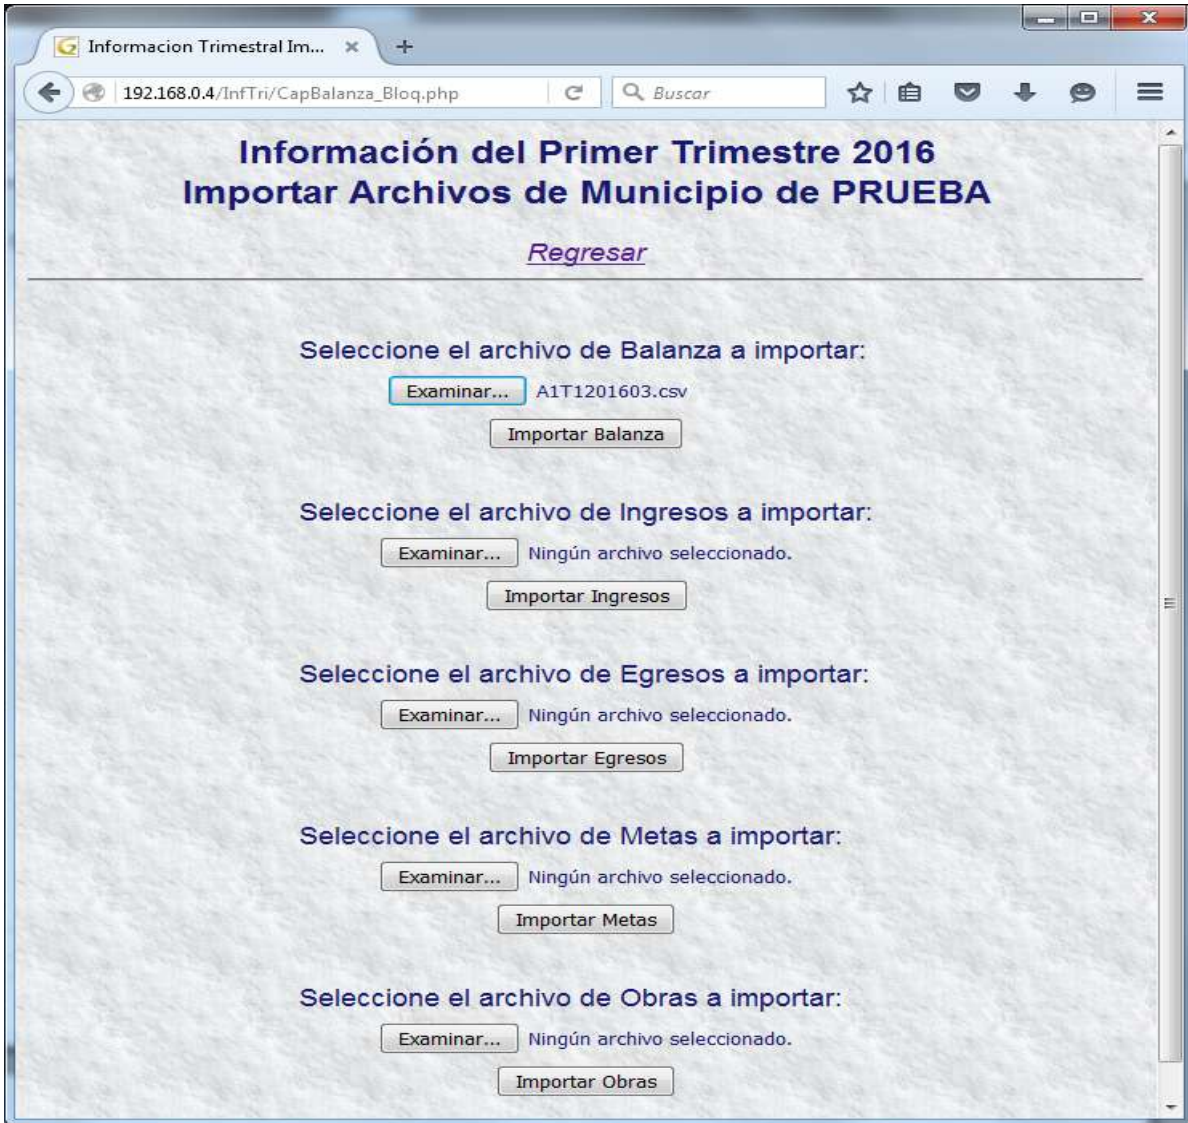 Informacion Trimestral Im...
192.168.0.4/InfTri/CapBalanza_Bloq.php
Buscar
Información del Primer Trimestre 2016
Importar Archivos de Municipio de PRUEBA
Regresar
Seleccione el archivo de Balanza a importar:
Examinar... A1T1201603.csv
Importar Balanza
Seleccione el archivo de Ingresos a importar:
Examinar... Ningún archivo seleccionado.
Importar Ingresos
Seleccione el archivo de Egresos a importar:
Examinar... Ningún archivo seleccionado.
Importar Egresos
Seleccione el archivo de Metas a importar:
Examinar... Ningún archivo seleccionado.
Importar Metas
Seleccione el archivo de Obras a importar:
Examinar... Ningún archivo seleccionado.
Importar Obras